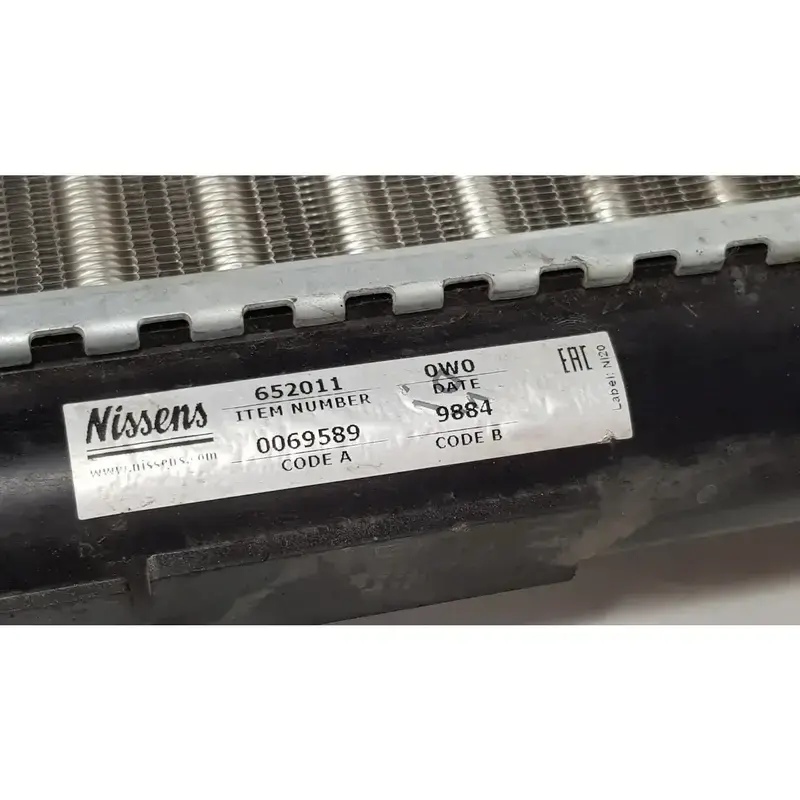 Nissens
www.nissens.com
652011
ITEM NUMBER
0069589
CODE A
0W0
DATE
9884
CODE B
EAC
Label: NI20